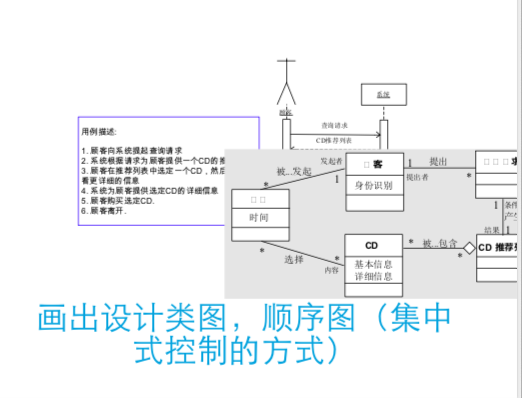 系统
顾客
查询请求
CD推荐列表
用例描述:
1. 顾客向系统提起查询请求
2. 系统根据请求为顾客提供一个CD的推
3. 顾客在推荐列表中选定一个CD，然后
看更详细的信息
4. 系统为顾客提供选定CD的详细信息
5. 顾客购买选定CD.
6. 顾客离开.
发起者
客
1
提出
求
被...发起
*
1
身份识别
提出者
*
时间
1
条件
产生
*
选择
*
内容
CD
基本信息
详细信息
*
被...包含
*
结果
1
CD 推荐列
画出设计类图，顺序图（集中
式控制的方式）